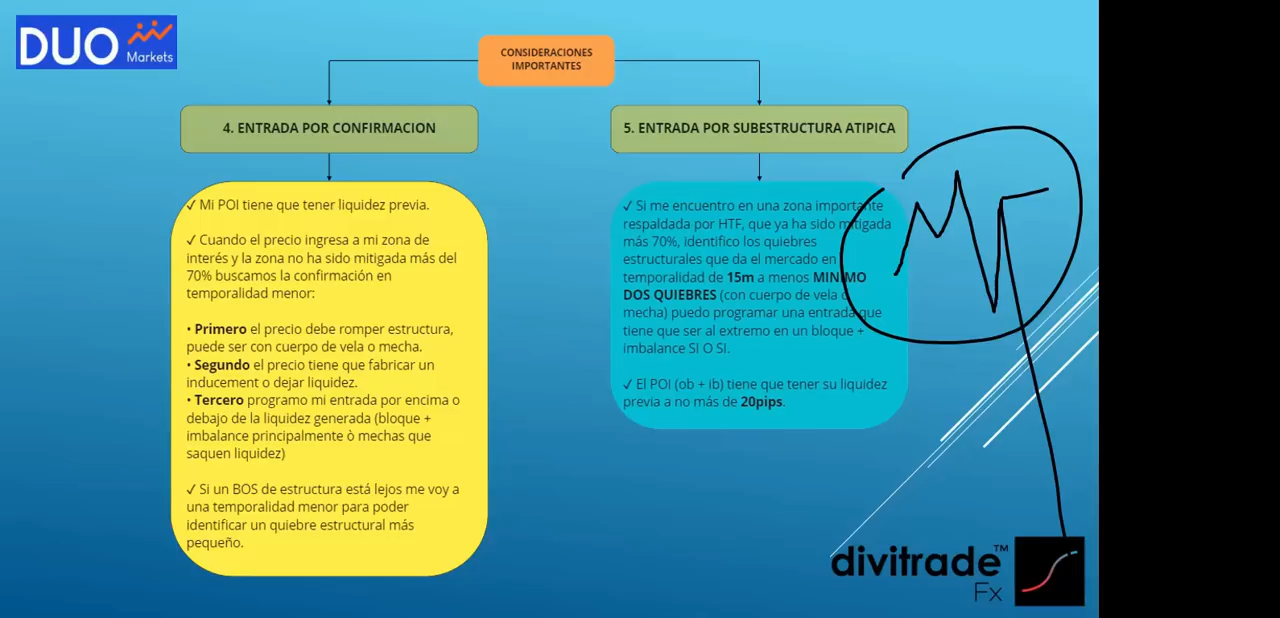 DUO
Markets
CONSIDERACIONES
IMPORTANTES
4. ENTRADA POR CONFIRMACION
✓ Mi POI tiene que tener liquidez previa.
✓ Cuando el precio ingresa a mi zona de
interés y la zona no ha sido mitigada más del
70% buscamos la confirmación en
temporalidad menor:
• Primero el precio debe romper estructura,
puede ser con cuerpo de vela o mecha.
• Segundo el precio tiene que fabricar un
inducement o dejar liquidez.
• Tercero programo mi entrada por encima o
debajo de la liquidez generada (bloque +
imbalance principalmente ò mechas que
saquen liquidez)
✓ Si un BOS de estructura está lejos me voy a
una temporalidad menor para poder
identificar un quiebre estructural más
pequeño.
5. ENTRADA POR SUBESTRUCTURA ATIPICA
✓ Si me encuentro en una zona importante
respaldada por HTF, que ya ha sido mitigada
más 70%, identifico los quiebres
estructurales que da el mercado en
temporalidad de 15m a menos MINIMO
DOS QUIEBRES (con cuerpo de vela o
mecha) puedo programar una entrada que
tiene que ser al extremo en un bloque +
imbalance SI O SI.
✓ El POI (ob + ib) tiene que tener su liquidez
previa a no más de 20pips.
divitrade™
Fx